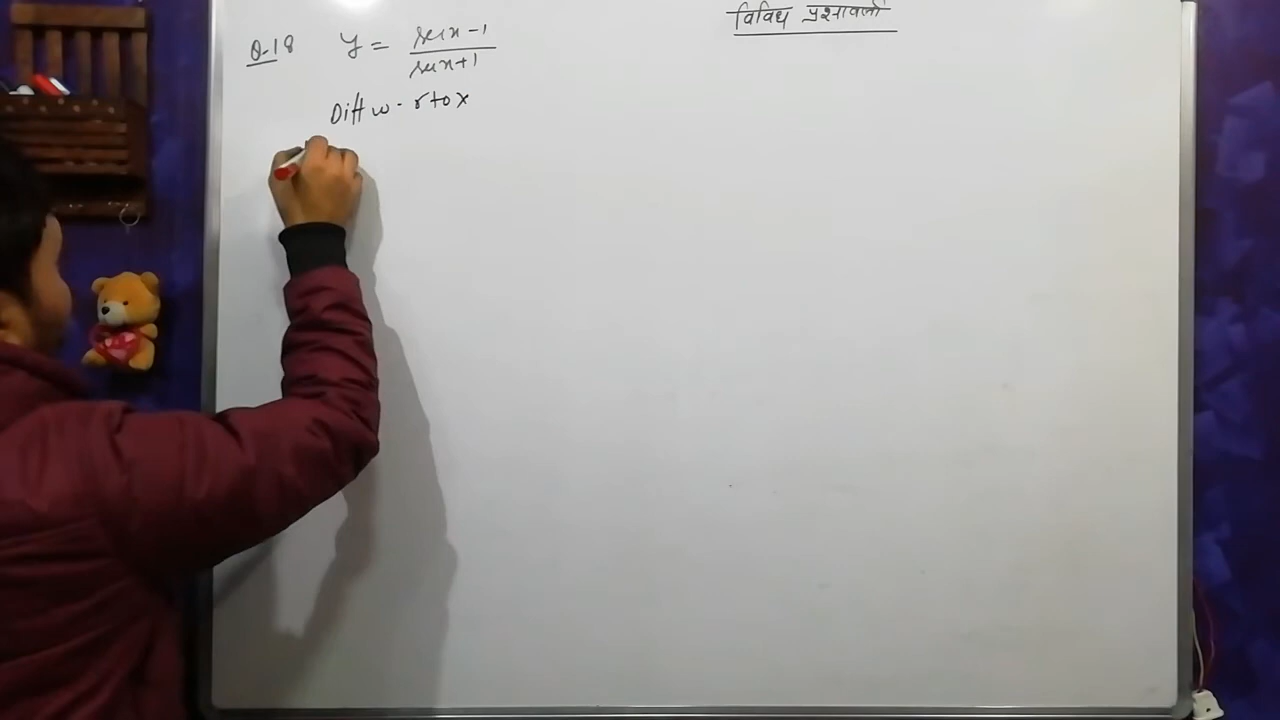 विविध प्रश्नावली
Q-18 y = sec x - 1 / sec x + 1
Diff w. r to x